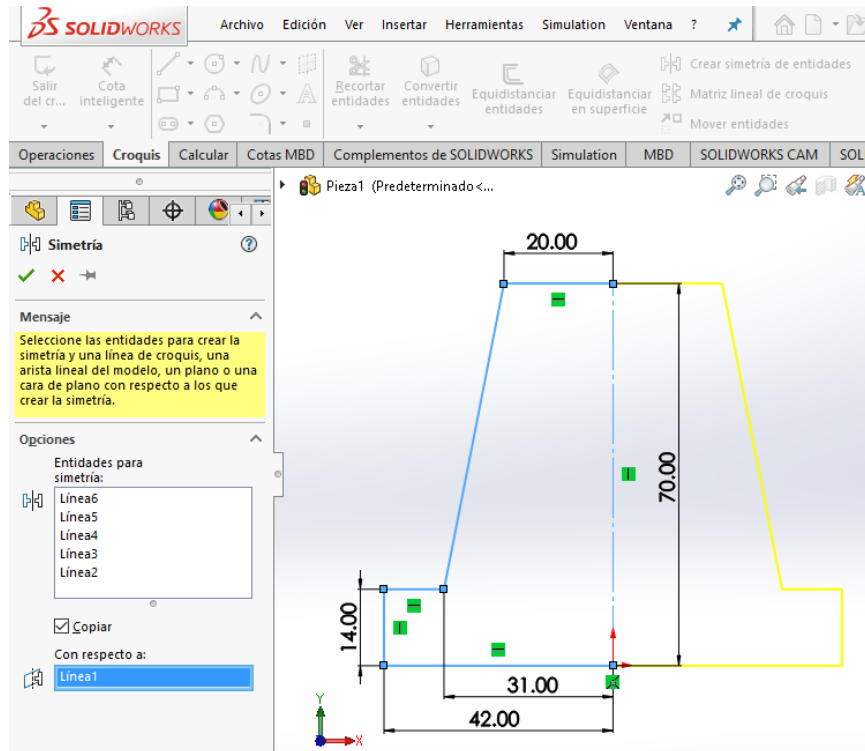 SOLIDWORKS
Archivo Edición Ver Insertar Herramientas Simulation Ventana ?
Salir del cr...
Cota inteligente
Recortar entidades
Convertir entidades
Equidistanciar entidades
Equidistanciar en superficie
Crear simetría de entidades
Matriz lineal de croquis
Mover entidades
Operaciones Croquis Calcular Cotas MBD Complementos de SOLIDWORKS Simulation MBD SOLIDWORKS CAM SOL
Pieza1 (Predeterminado<...
Simetría
Mensaje
Seleccione las entidades para crear la
simetría y una línea de croquis, una
arista lineal del modelo, un plano o una
cara de plano con respecto a los que
crear la simetría.
Opciones
Entidades para
simetría:
Línea6
Línea5
Línea4
Línea3
Línea2
Copiar
Con respecto a:
Línea1
20.00
70.00
14.00
31.00
42.00
Y
X